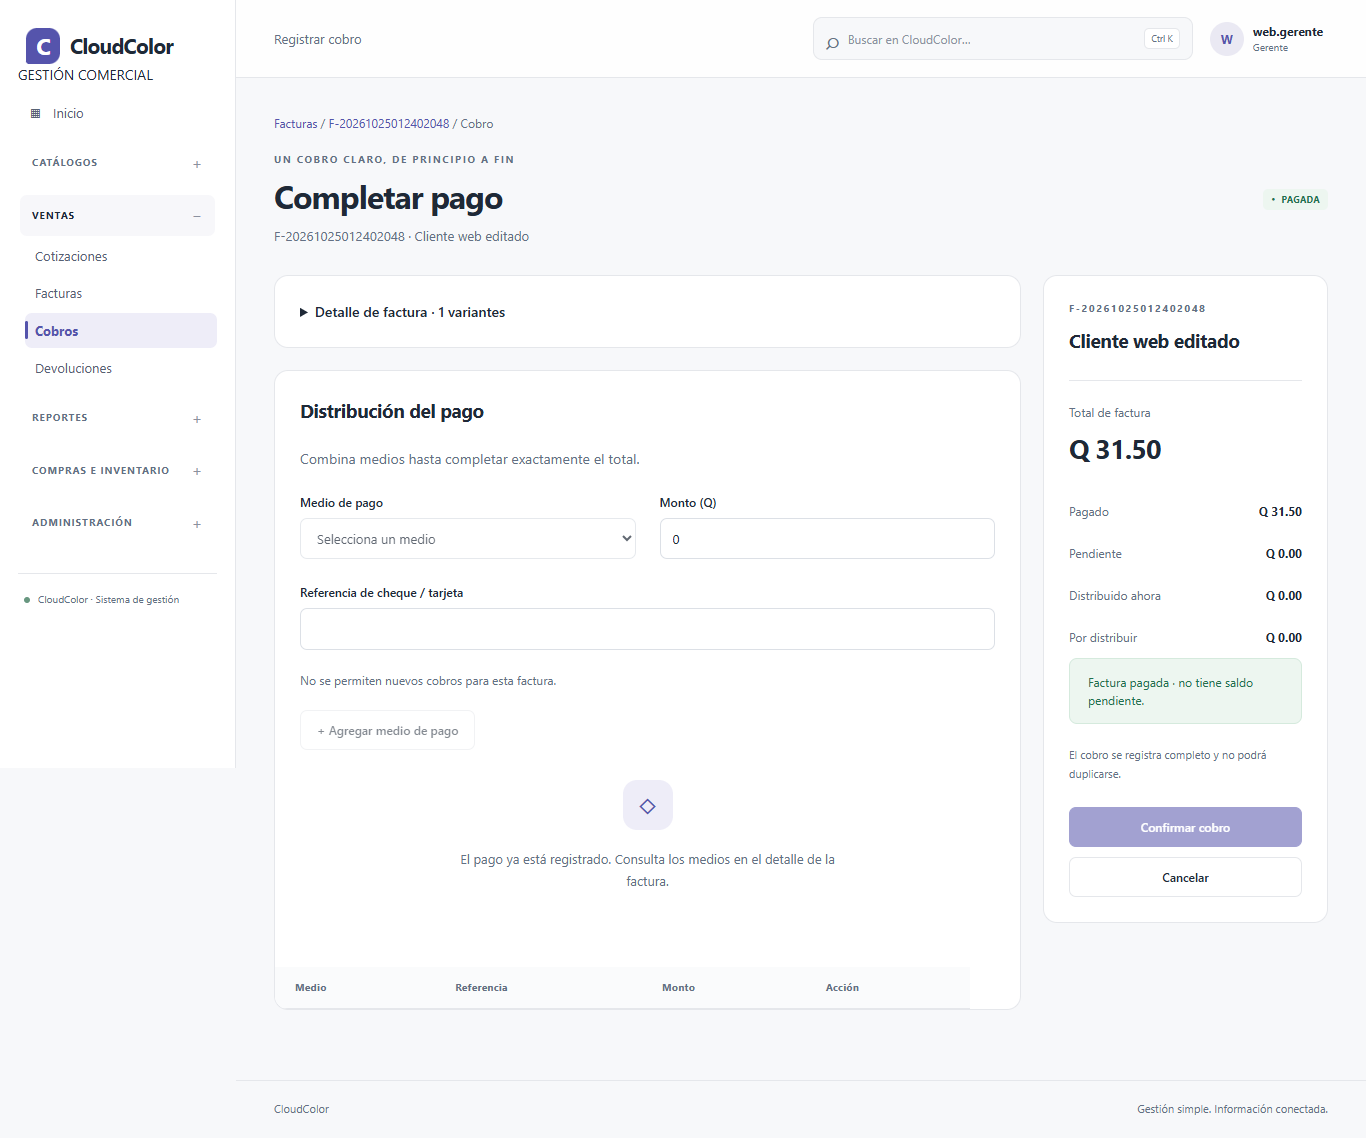 C CloudColor
GESTIÓN COMERCIAL
Inicio
CATÁLOGOS +
VENTAS −
Cotizaciones
Facturas
Cobros
Devoluciones
REPORTES +
COMPRAS E INVENTARIO +
ADMINISTRACIÓN +
CloudColor · Sistema de gestión
Registrar cobro
Buscar en CloudColor...
Ctrl K
W
web.gerente
Gerente
Facturas / F-20261025012402048 / Cobro
UN COBRO CLARO, DE PRINCIPIO A FIN
Completar pago
F-20261025012402048 · Cliente web editado
• PAGADA
▶ Detalle de factura · 1 variantes
Distribución del pago
Combina medios hasta completar exactamente el total.
Medio de pago
Selecciona un medio
Monto (Q)
0
Referencia de cheque / tarjeta
No se permiten nuevos cobros para esta factura.
+ Agregar medio de pago
El pago ya está registrado. Consulta los medios en el detalle de la
factura.
Medio Referencia Monto Acción
F-20261025012402048
Cliente web editado
Total de factura
Q 31.50
Pagado Q 31.50
Pendiente Q 0.00
Distribuido ahora Q 0.00
Por distribuir Q 0.00
Factura pagada · no tiene saldo
pendiente.
El cobro se registra completo y no podrá
duplicarse.
Confirmar cobro
Cancelar
CloudColor
Gestión simple. Información conectada.